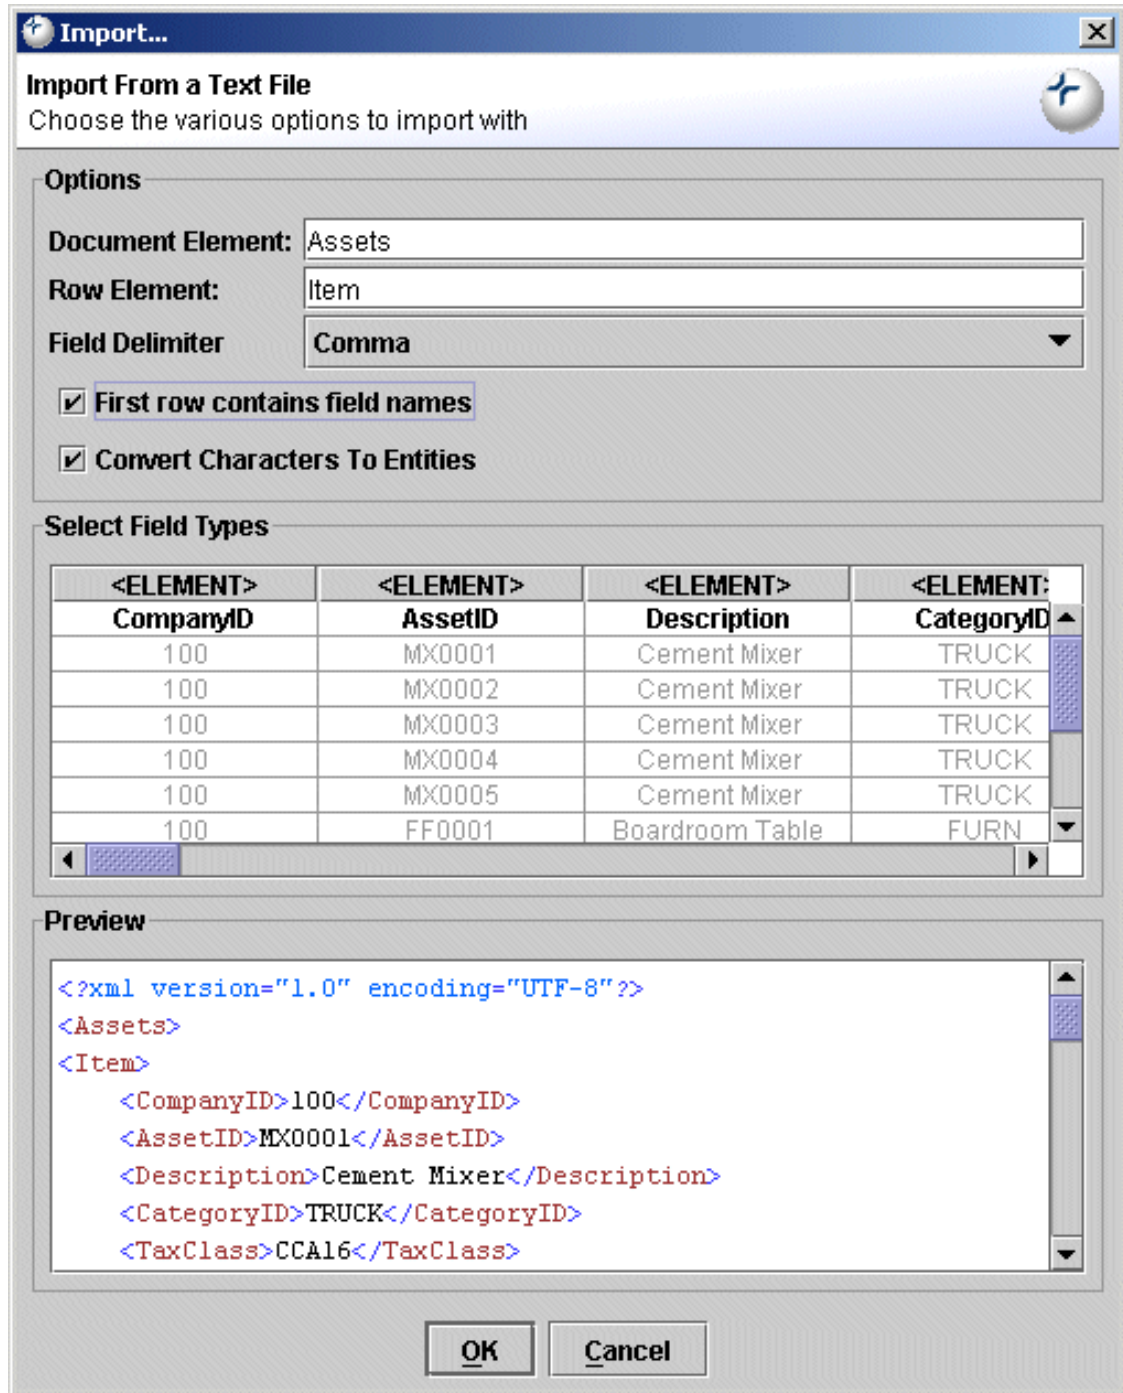 Import...
Import From a Text File
Choose the various options to import with
Options
Document Element: Assets
Row Element: Item
Field Delimiter Comma
First row contains field names
Convert Characters To Entities
Select Field Types
<ELEMENT> <ELEMENT> <ELEMENT> <ELEMENT>
CompanyID AssetID Description CategoryID
100 MX0001 Cement Mixer TRUCK
100 MX0002 Cement Mixer TRUCK
100 MX0003 Cement Mixer TRUCK
100 MX0004 Cement Mixer TRUCK
100 MX0005 Cement Mixer TRUCK
100 FF0001 Boardroom Table FURN
Preview
<?xml version="1.0" encoding="UTF-8"?>
<Assets>
<Item>
<CompanyID>100</CompanyID>
<AssetID>MX0001</AssetID>
<Description>Cement Mixer</Description>
<CategoryID>TRUCK</CategoryID>
<TaxClass>CCA16</TaxClass>
OK Cancel